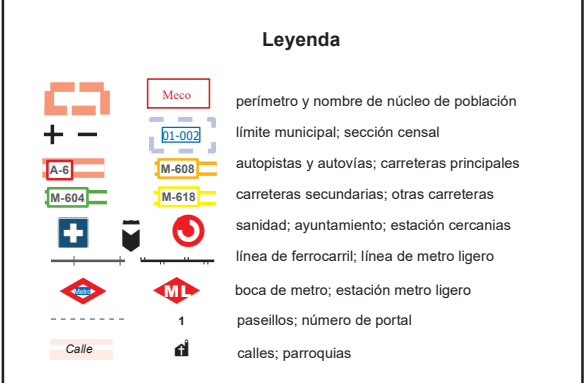 Leyenda
Meco
perímetro y nombre de núcleo de población
01-002
límite municipal; sección censal
A-6 M-608
autopistas y autovías; carreteras principales
M-604 M-618
carreteras secundarias; otras carreteras
sanidad; ayuntamiento; estación cercanias
línea de ferrocarril; línea de metro ligero
Metro ML
boca de metro; estación metro ligero
1
paseillos; número de portal
Calle
calles; parroquias